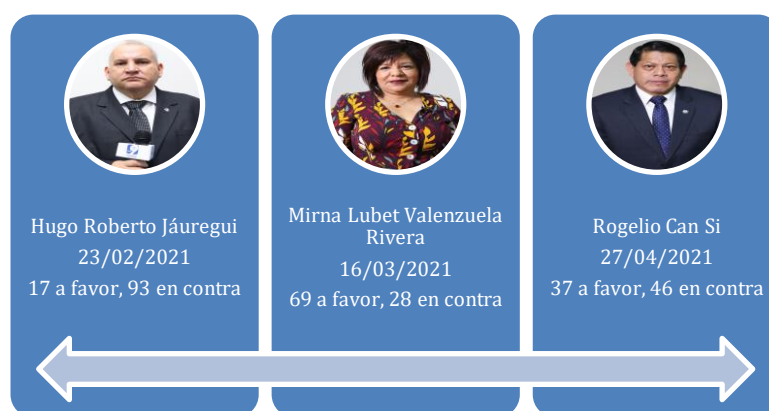 Hugo Roberto Jáuregui
23/02/2021
17 a favor, 93 en contra
Mirna Lubet Valenzuela
Rivera
16/03/2021
69 a favor, 28 en contra
Rogelio Can Si
27/04/2021
37 a favor, 46 en contra